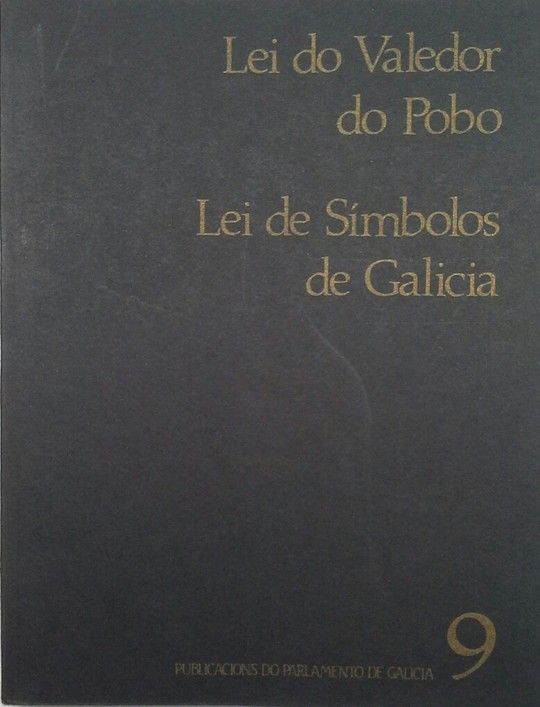 Lei do Valedor
do Pobo
Lei de Símbolos
de Galicia
PUBLICACIONS DO PARLAMENTO DE GALICIA 9